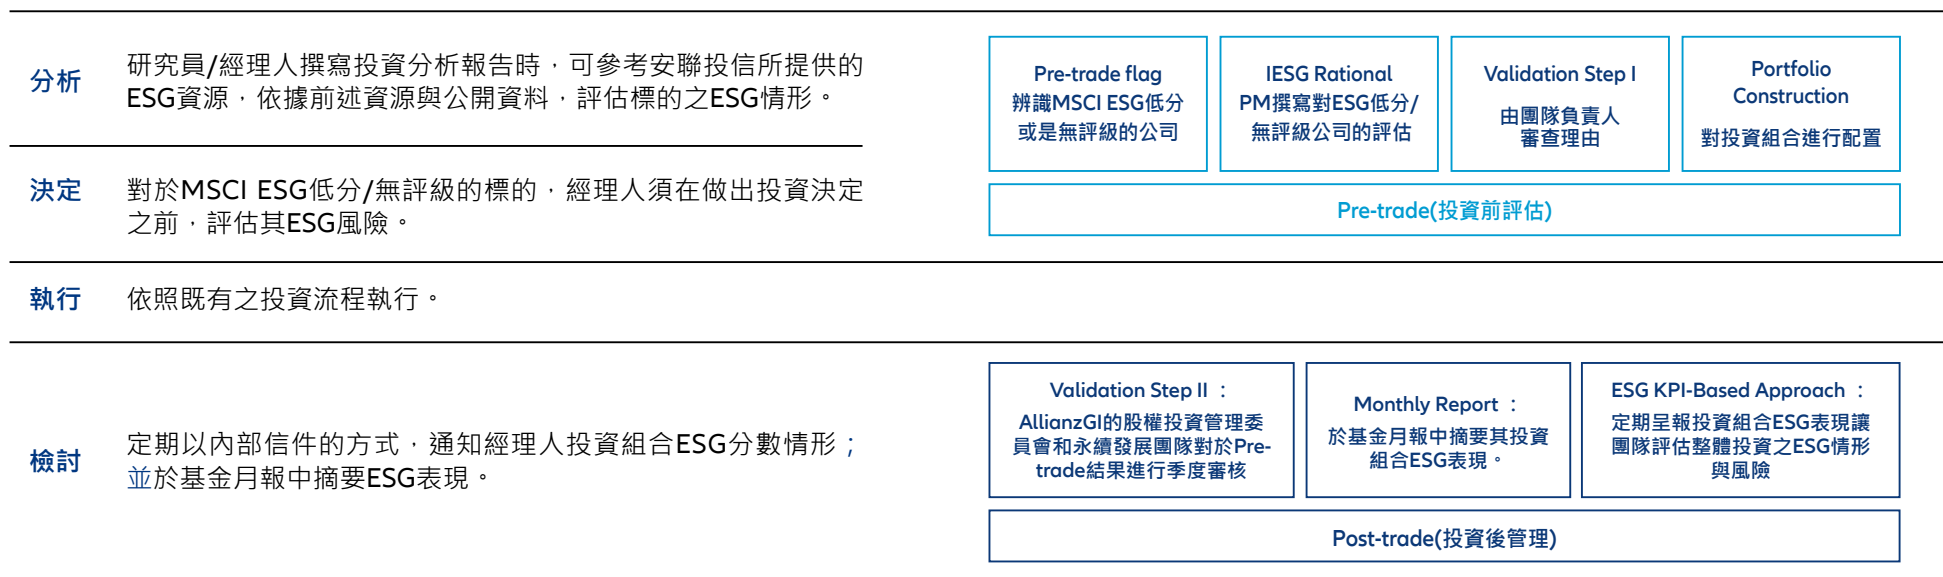 分析
研究員/經理人撰寫投資分析報告時，可參考安聯投信所提供的
ESG資源，依據前述資源與公開資料，評估標的之ESG情形。
Pre-trade flag
辨識MSCI ESG低分
或是無評級的公司
IESG Rational
PM撰寫對ESG低分/
無評級公司的評估
Validation Step I
由團隊負責人
審查理由
Portfolio
Construction
對投資組合進行配置
決定
對於MSCI ESG低分/無評級的標的，經理人須在做出投資決定
之前，評估其ESG風險。
Pre-trade(投資前評估)
執行
依照既有之投資流程執行。
檢討
定期以內部信件的方式，通知經理人投資組合ESG分數情形；
並於基金月報中摘要ESG表現。
Validation Step II ：
AllianzGI的股權投資管理委
員會和永續發展團隊對於Pre-
trade結果進行季度審核
Monthly Report ：
於基金月報中摘要其投資
組合ESG表現。
ESG KPI-Based Approach ：
定期呈報投資組合ESG表現讓
團隊評估整體投資之ESG情形
與風險
Post-trade(投資後管理)